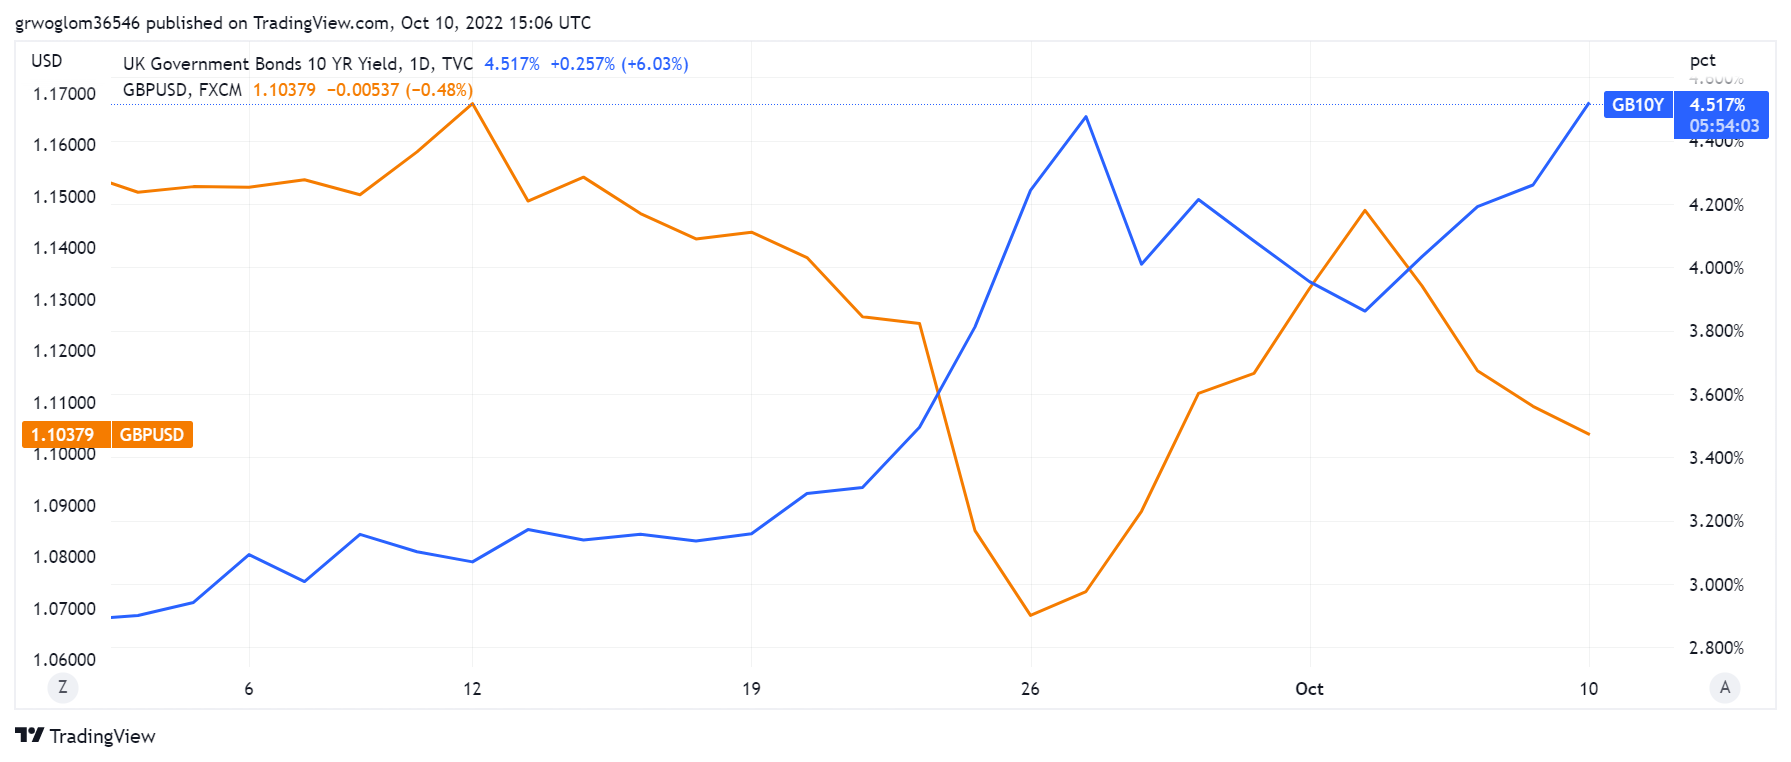 grwoglom36546 published on TradingView.com, Oct 10, 2022 15:06 UTC
USD
UK Government Bonds 10 YR Yield, 1D, TVC 4.517% +0.257% (+6.03%)
pct
GBPUSD, FXCM 1.10379 −0.00537 (−0.48%)
4.600%
1.17000
GB10Y 4.517%
05:54:03
4.400%
1.16000
1.15000
4.200%
1.14000
4.000%
1.13000
3.800%
1.12000
3.600%
1.11000
1.10379 GBPUSD
1.10000
3.400%
1.09000
3.200%
1.08000
3.000%
1.07000
2.800%
1.06000
Z
6 12 19 26 Oct 10
A
TradingView